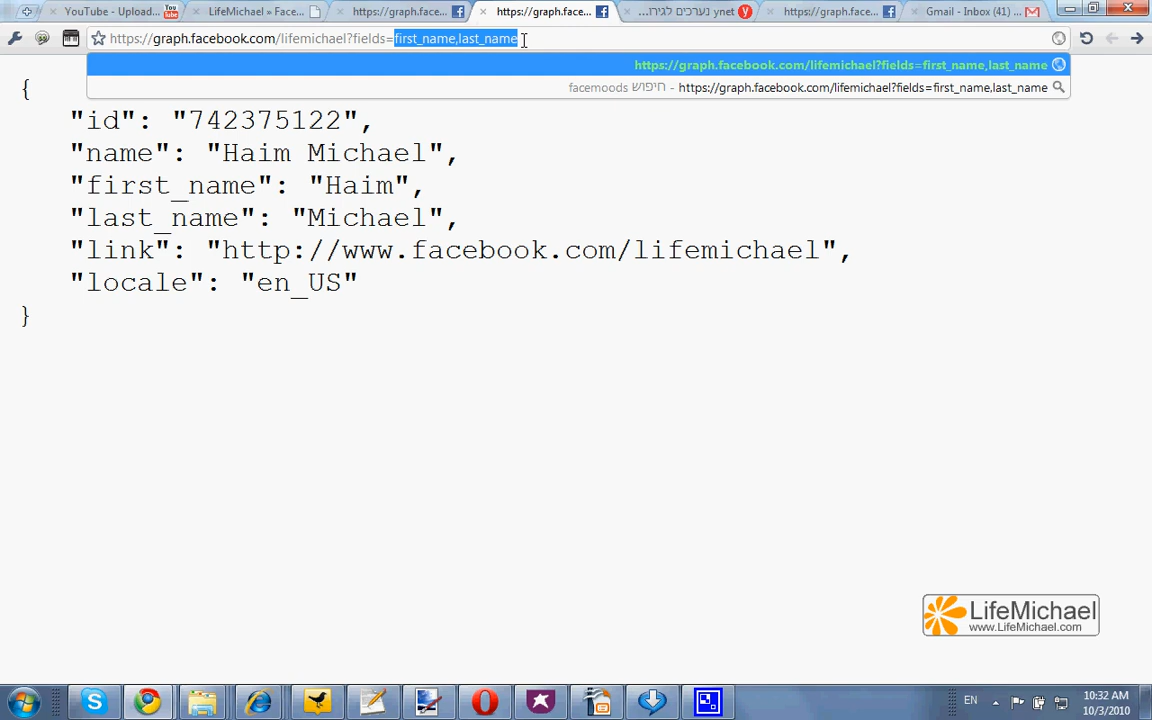 YouTube - Upload...
LifeMichael » Face...
https://graph.face...
https://graph.face...
ynet נערכים לגירו...
https://graph.face...
Gmail - Inbox (41) ...
https://graph.facebook.com/lifemichael?fields=first_name,last_name
https://graph.facebook.com/lifemichael?fields=first_name,last_name
facemoods חיפוש - https://graph.facebook.com/lifemichael?fields=first_name,last_name
{
"id": "742375122",
"name": "Haim Michael",
"first_name": "Haim",
"last_name": "Michael",
"link": "http://www.facebook.com/lifemichael",
"locale": "en_US"
}
LifeMichael
www.LifeMichael.com
EN
10:32 AM
10/3/2010